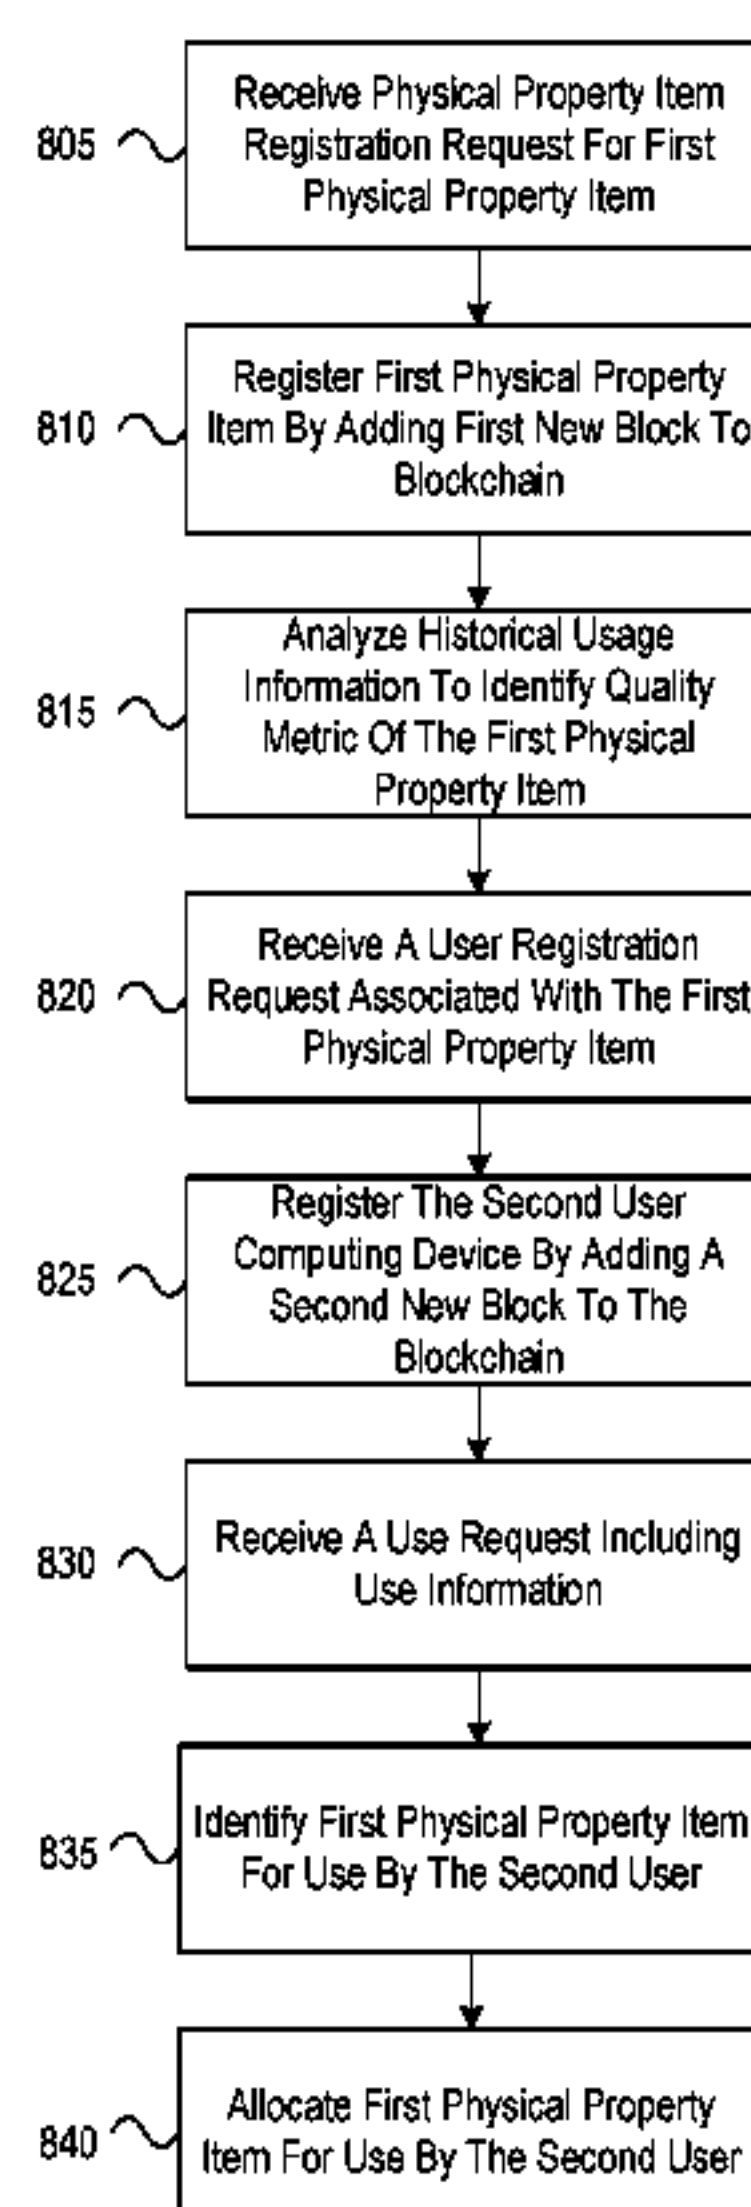 Receive Physical Property Item
805
Registration Request For First
Physical Property Item
Register First Physical Property
810
Item By Adding First New Block To
Blockchain
Analyze Historical Usage
Information To Identify Quality
815
Metric Of The First Physical
Property Item
Receive A User Registration
820
Request Associated With The First
Physical Property Item
Register The Second User
Computing Device By Adding A
825
Second New Block To The
Blockchain
Receive A Use Request Including
830
Use Information
Identify First Physical Property Item
835
For Use By The Second User
Allocate First Physical Property
840
Item For Use By The Second User